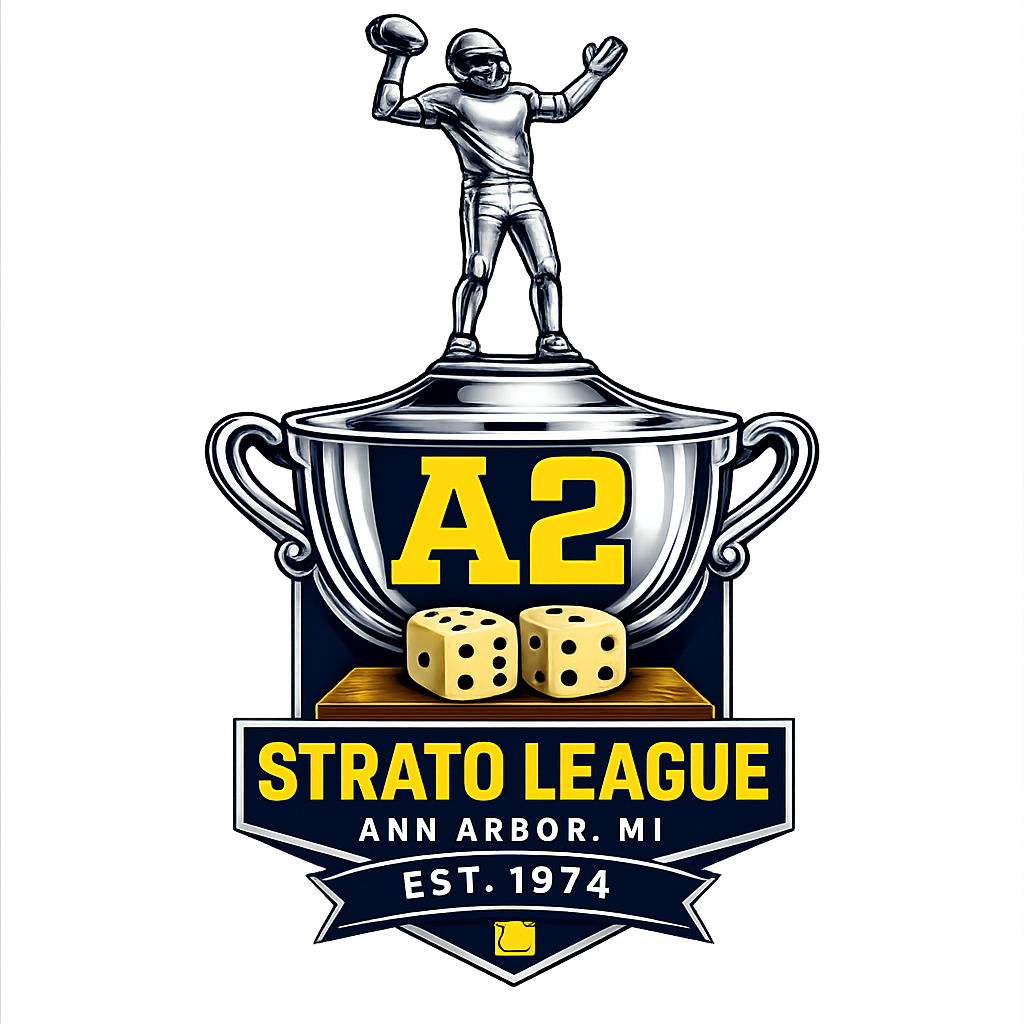 A2
STRATO LEAGUE
ANN ARBOR. MI
EST. 1974